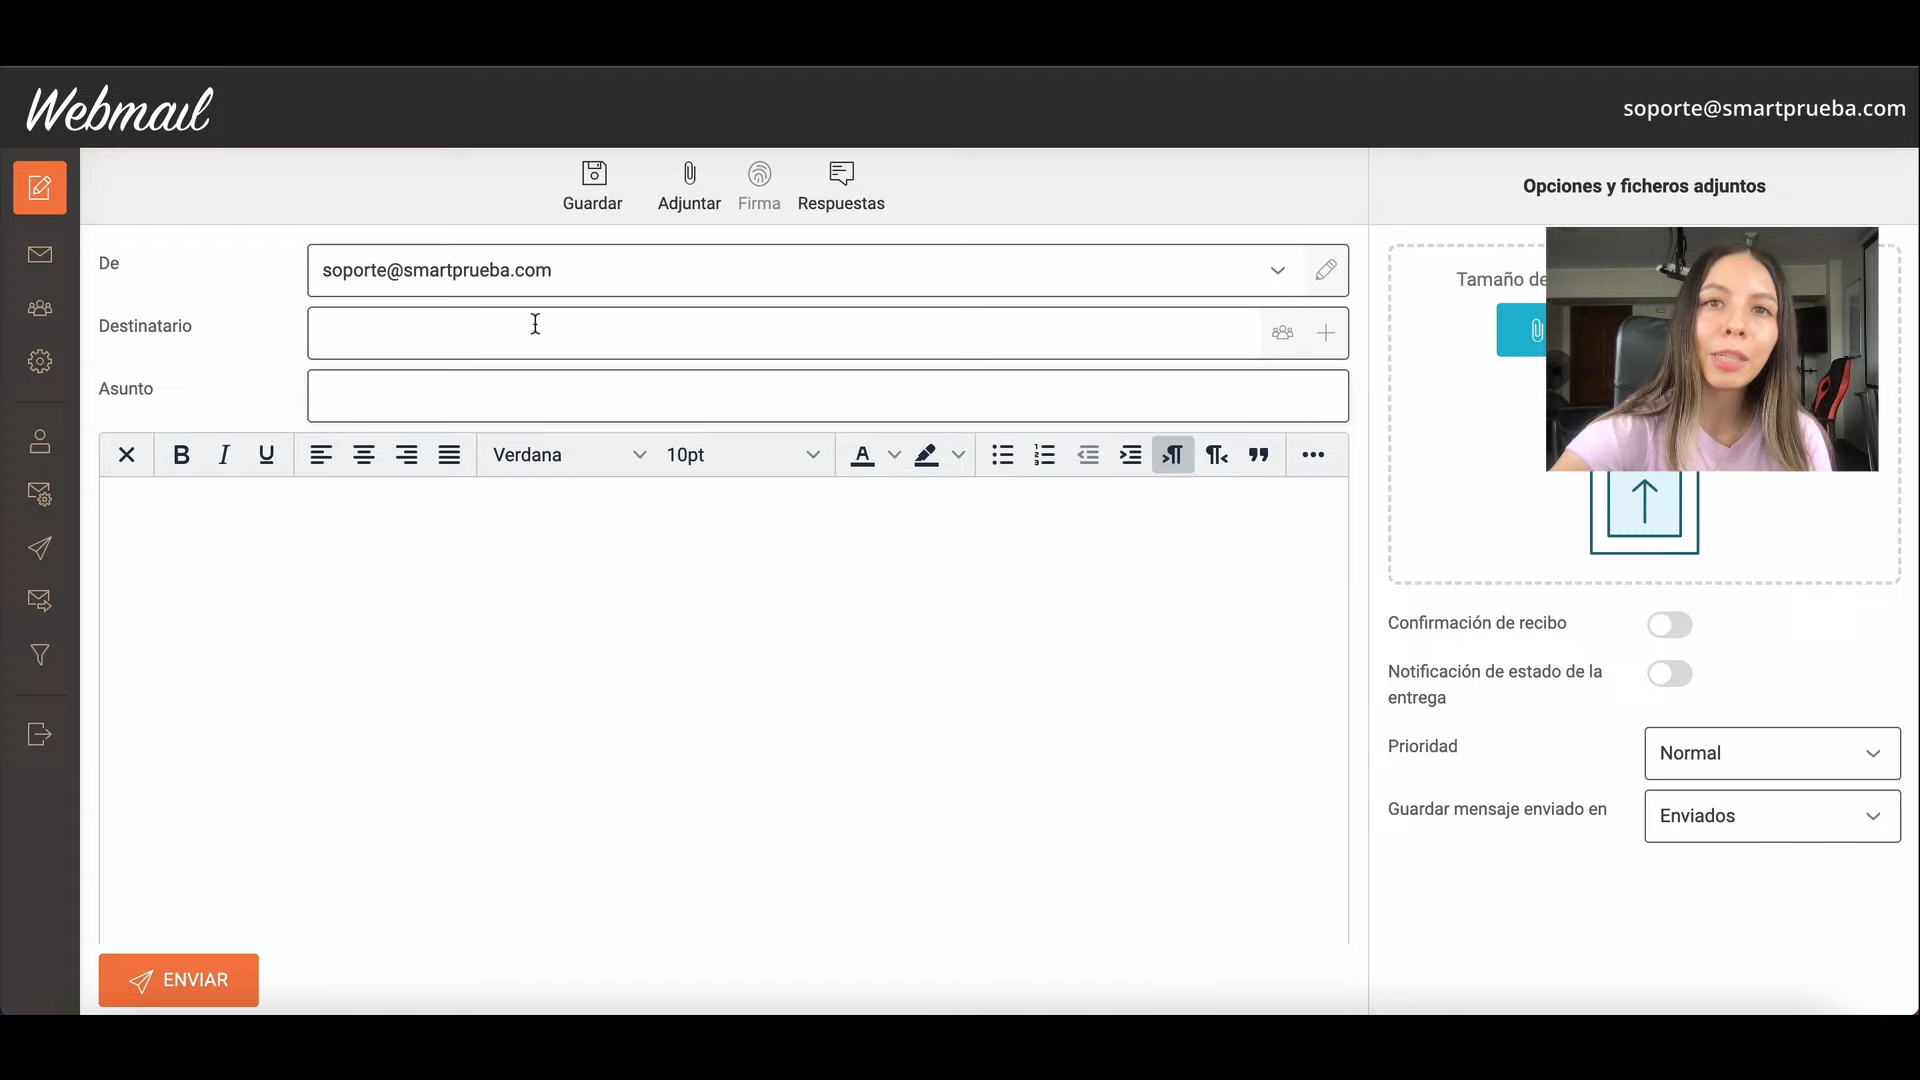 Webmail
soporte@smartprueba.com
Guardar
Adjuntar
Firma
Respuestas
Opciones y ficheros adjuntos
De
soporte@smartprueba.com
Destinatario
Asunto
Verdana
10pt
Tamaño de
Confirmación de recibo
Notificación de estado de la
entrega
Prioridad
Normal
Guardar mensaje enviado en
Enviados
ENVIAR